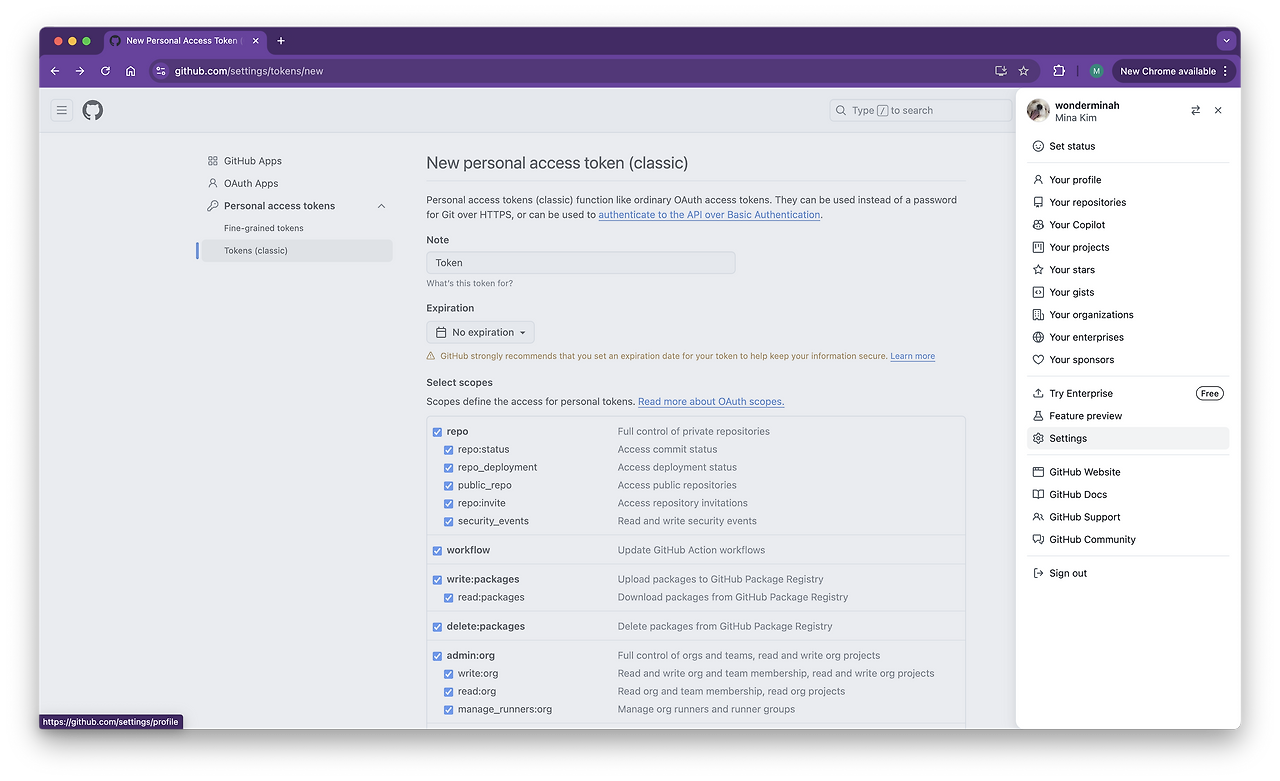 New Personal Access Token (
github.com/settings/tokens/new
M
New Chrome available
Type / to search
wonderminah
Mina Kim
GitHub Apps
OAuth Apps
Personal access tokens
Fine-grained tokens
Tokens (classic)
New personal access token (classic)
Personal access tokens (classic) function like ordinary OAuth access tokens. They can be used instead of a password
for Git over HTTPS, or can be used to authenticate to the API over Basic Authentication.
Note
Token
What's this token for?
Expiration
No expiration
GitHub strongly recommends that you set an expiration date for your token to help keep your information secure. Learn more
Select scopes
Scopes define the access for personal tokens. Read more about OAuth scopes.
repo Full control of private repositories
repo:status Access commit status
repo_deployment Access deployment status
public_repo Access public repositories
repo:invite Access repository invitations
security_events Read and write security events
workflow Update GitHub Action workflows
write:packages Upload packages to GitHub Package Registry
read:packages Download packages from GitHub Package Registry
delete:packages Delete packages from GitHub Package Registry
admin:org Full control of orgs and teams, read and write org projects
write:org Read and write org and team membership, read and write org projects
read:org Read org and team membership, read org projects
manage_runners:org Manage org runners and runner groups
Set status
Your profile
Your repositories
Your Copilot
Your projects
Your stars
Your gists
Your organizations
Your enterprises
Your sponsors
Try Enterprise Free
Feature preview
Settings
GitHub Website
GitHub Docs
GitHub Support
GitHub Community
Sign out
https://github.com/settings/profile